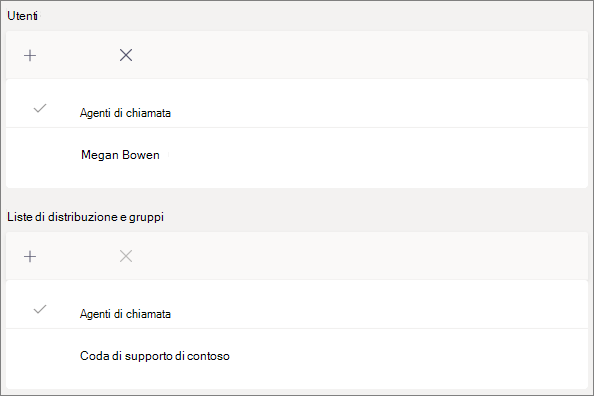 Utenti
Agenti di chiamata
Megan Bowen
Liste di distribuzione e gruppi
Agenti di chiamata
Coda di supporto di contoso